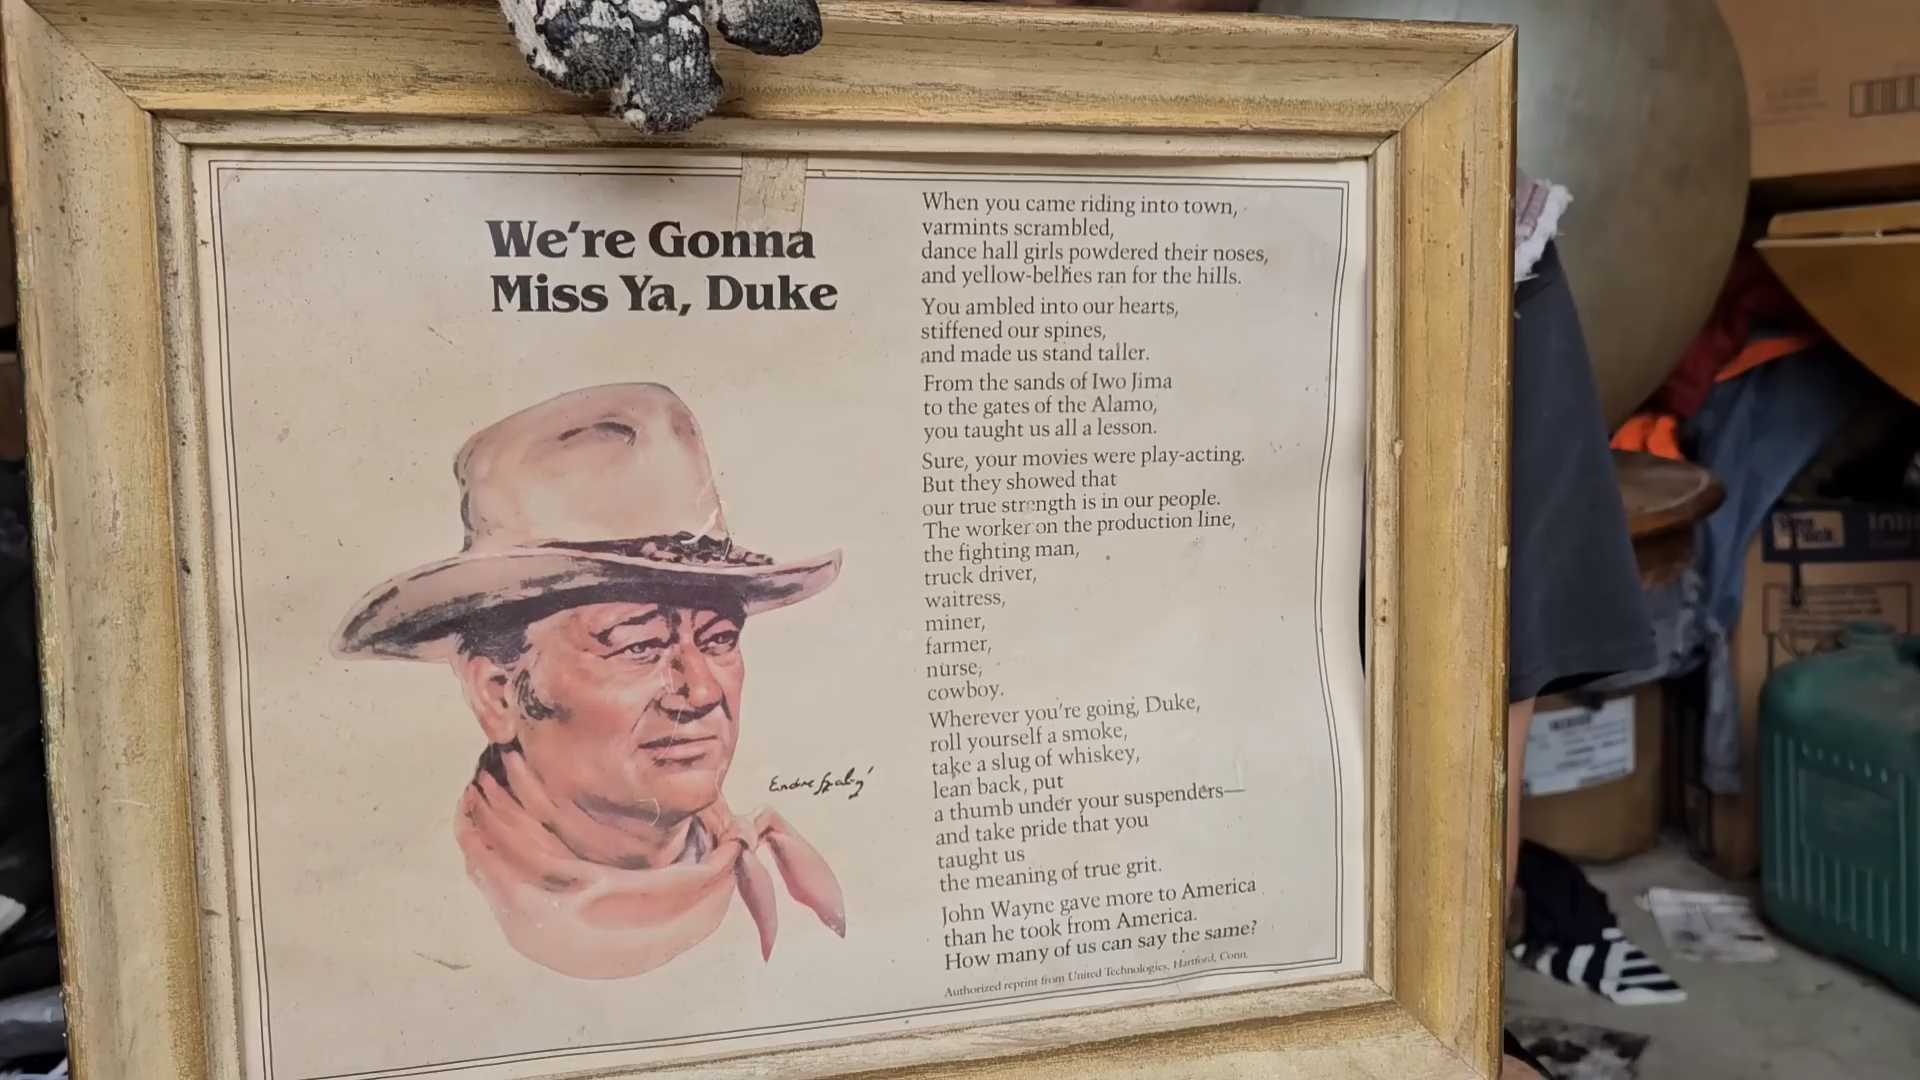 We're Gonna
Miss Ya, Duke
When you came riding into town,
varmints scrambled,
dance hall girls powdered their noses,
and yellow-bellies ran for the hills.
You ambled into our hearts,
stiffened our spines,
and made us stand taller.
From the sands of Iwo Jima
to the gates of the Alamo,
you taught us all a lesson.
Sure, your movies were play-acting.
But they showed that
our true strength is in our people.
The worker on the production line,
the fighting man,
truck driver,
waitress,
miner,
farmer,
nurse,
cowboy.
Wherever you're going, Duke,
roll yourself a smoke,
take a slug of whiskey,
lean back, put
a thumb under your suspenders—
and take pride that you
taught us
the meaning of true grit.
John Wayne gave more to America
than he took from America.
How many of us can say the same?
Authorized reprint from United Technologies, Hartford, Conn.